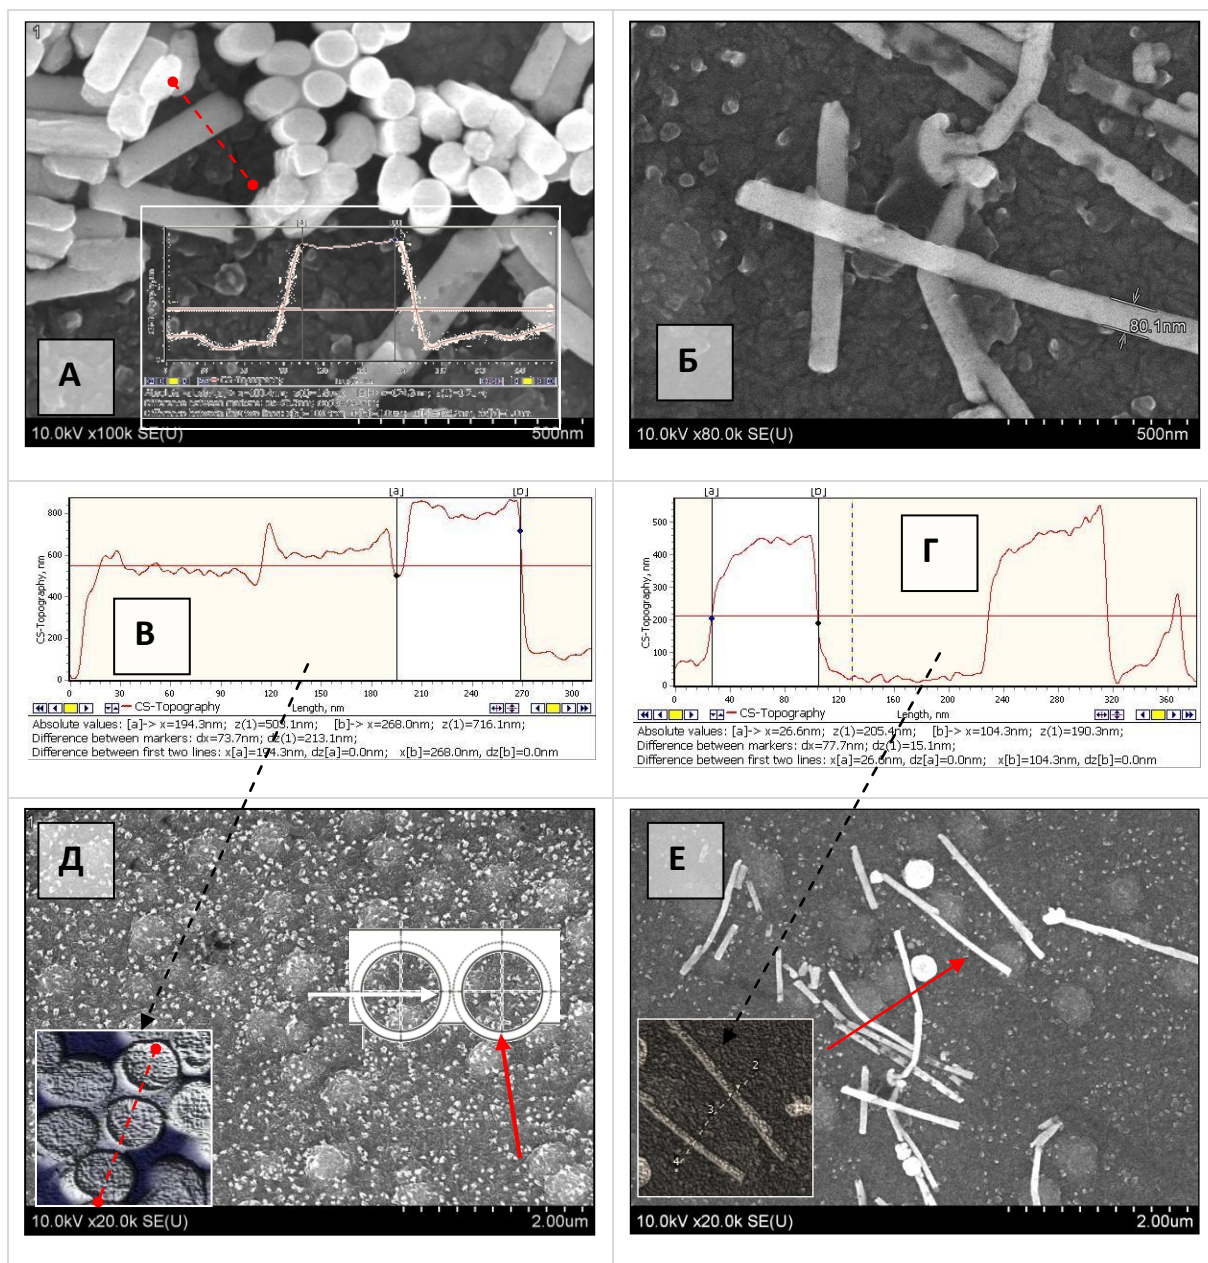 1
А
10.0kV x100k SE(U)
500nm
80.1nm
Б
10.0kV x80.0k SE(U)
500nm
[a]
[b]
800
600
400
200
0
CS-Topography, nm
В
0 30 60 90 120 150 180 210 240 270 300
CS-Topography
Length, nm
Absolute values: [a]-> x=194.3nm; z(1)=503.1nm; [b]-> x=268.0nm; z(1)=716.1nm;
Difference between markers: dx=73.7nm; dz(1)=213.1nm;
Difference between first two lines: x[a]=194.3nm, dz[a]=0.0nm; x[b]=268.0nm, dz[b]=0.0nm
[a]
[b]
500
400
300
200
100
0
CS-Topography, nm
Г
0 40 80 120 160 200 240 280 320 360
CS-Topography
Length, nm
Absolute values: [a]-> x=26.6nm; z(1)=205.4nm; [b]-> x=104.3nm; z(1)=190.3nm;
Difference between markers: dx=77.7nm; dz(1)=15.1nm;
Difference between first two lines: x[a]=26.6nm, dz[a]=0.0nm; x[b]=104.3nm, dz[b]=0.0nm
1
Д
10.0kV x20.0k SE(U)
2.00um
Е
2
3
4
10.0kV x20.0k SE(U)
2.00um